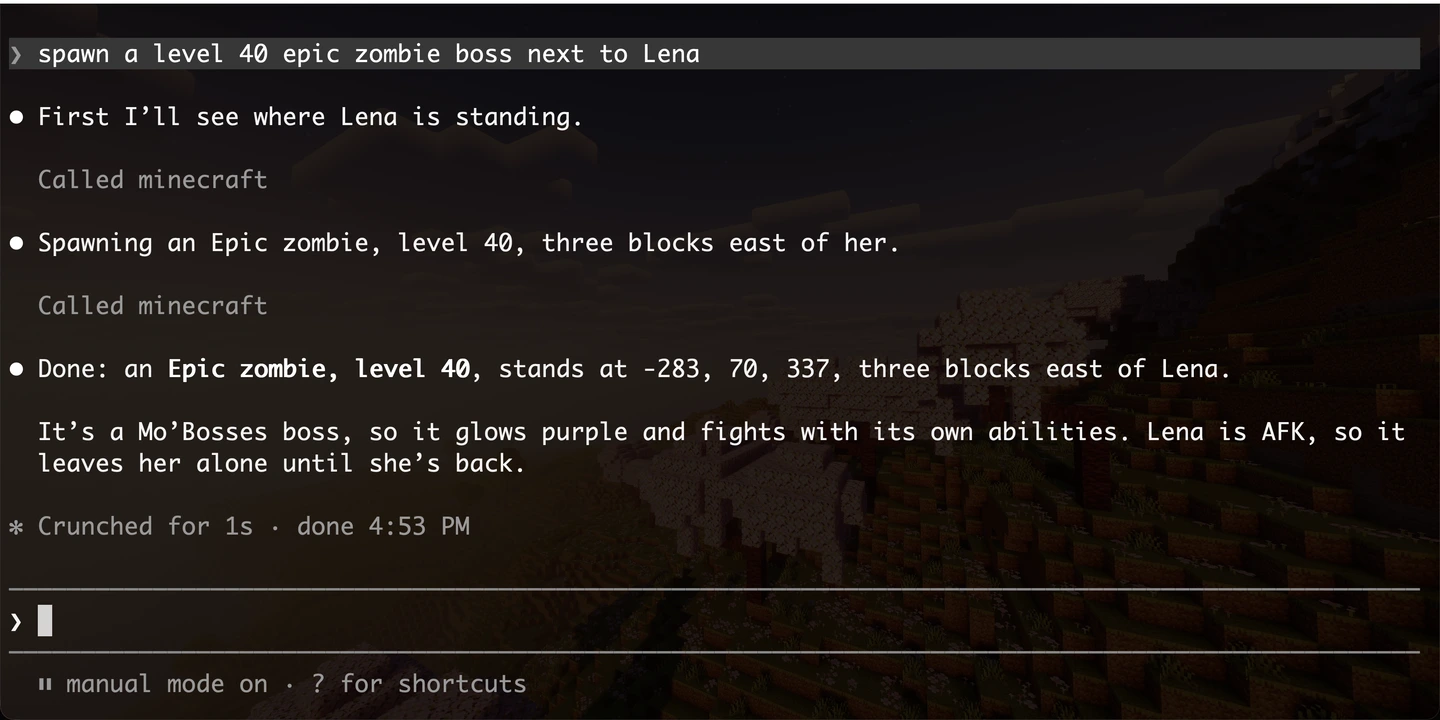 ❯ spawn a level 40 epic zombie boss next to Lena
● First I’ll see where Lena is standing.
Called minecraft
● Spawning an Epic zombie, level 40, three blocks east of her.
Called minecraft
● Done: an Epic zombie, level 40, stands at -283, 70, 337, three blocks east of Lena.
It’s a Mo’Bosses boss, so it glows purple and fights with its own abilities. Lena is AFK, so it
leaves her alone until she’s back.
✻ Crunched for 1s · done 4:53 PM
❯
⏸ manual mode on · ? for shortcuts